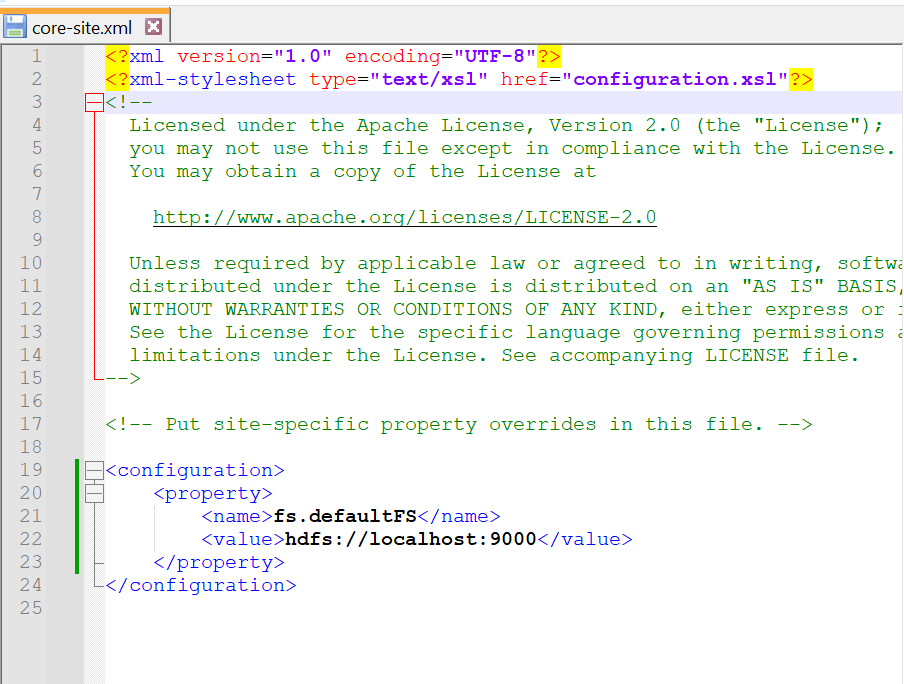 core-site.xml
1 <?xml version="1.0" encoding="UTF-8"?>
2 <?xml-stylesheet type="text/xsl" href="configuration.xsl"?>
3 <!--
4 Licensed under the Apache License, Version 2.0 (the "License");
5 you may not use this file except in compliance with the License.
6 You may obtain a copy of the License at
7
8 http://www.apache.org/licenses/LICENSE-2.0
9
10 Unless required by applicable law or agreed to in writing, softwa
11 distributed under the License is distributed on an "AS IS" BASIS,
12 WITHOUT WARRANTIES OR CONDITIONS OF ANY KIND, either express or
13 See the License for the specific language governing permissions a
14 limitations under the License. See accompanying LICENSE file.
15 -->
16
17 <!-- Put site-specific property overrides in this file. -->
18
19 <configuration>
20 <property>
21 <name>fs.defaultFS</name>
22 <value>hdfs://localhost:9000</value>
23 </property>
24 </configuration>
25